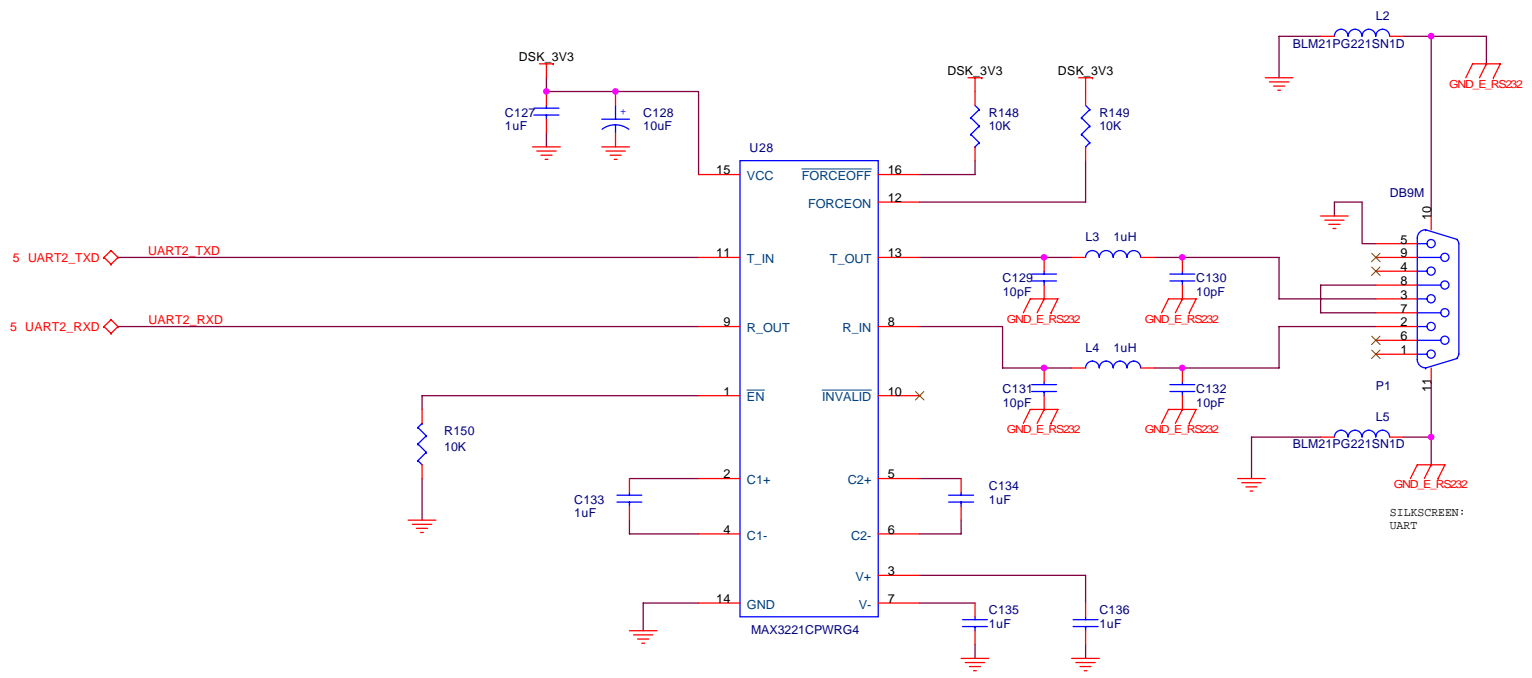 L2
BLM21PG221SN1D
GND_E_RS232
DSK_3V3
DSK_3V3
DSK_3V3
C127
1uF
C128
10uF
R148
10K
R149
10K
U28
15
VCC
FORCEOFF
16
FORCEON
12
DB9M
10
5 UART2_TXD
UART2_TXD
11
T_IN
T_OUT
13
L3 1uH
C129
10pF
GND_E_RS232
C130
10pF
GND_E_RS232
5
9
4
8
3
7
2
6
1
5 UART2_RXD
UART2_RXD
9
R_OUT
R_IN
8
L4 1uH
C131
10pF
GND_E_RS232
C132
10pF
GND_E_RS232
P1
11
1
EN
INVALID
10
R150
10K
L5
BLM21PG221SN1D
GND_E_RS232
SILKSCREEN:
UART
2
C1+
C2+
5
C133
1uF
C134
1uF
4
C1-
C2-
6
V+
3
14
GND
V-
7
C135
1uF
C136
1uF
MAX3221CPWRG4